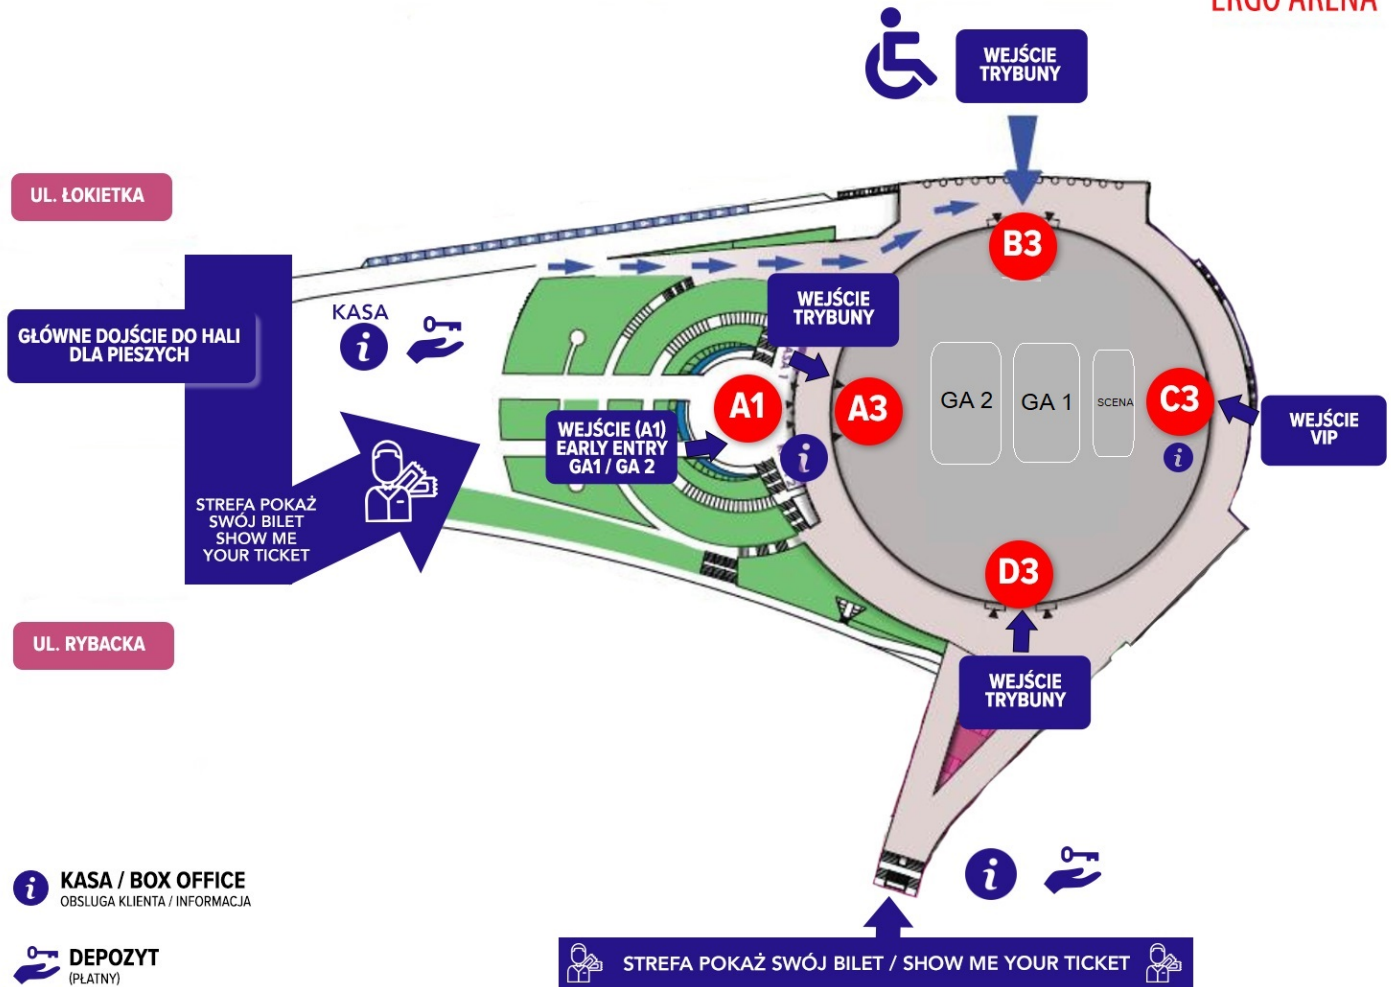 ERGO ARENA
WEJŚCIE
TRYBUNY
UL. ŁOKIETKA
B3
GŁÓWNE DOJŚCIE DO HALI
DLA PIESZYCH
KASA
i
WEJŚCIE
TRYBUNY
KASA 1
A1
A3
GA 2
GA 1
SCENA
C3
WEJŚCIE
VIP
WEJŚCIE (A1)
EARLY ENTRY
GA1 / GA 2
i
i
STREFA POKAŻ
SWÓJ BILET
SHOW ME
YOUR TICKET
D3
UL. RYBACKA
WEJŚCIE
TRYBUNY
i
i
KASA / BOX OFFICE
OBSLUGA KLIENTA / INFORMACJA
DEPOZYT
(PŁATNY)
STREFA POKAŻ SWÓJ BILET / SHOW ME YOUR TICKET